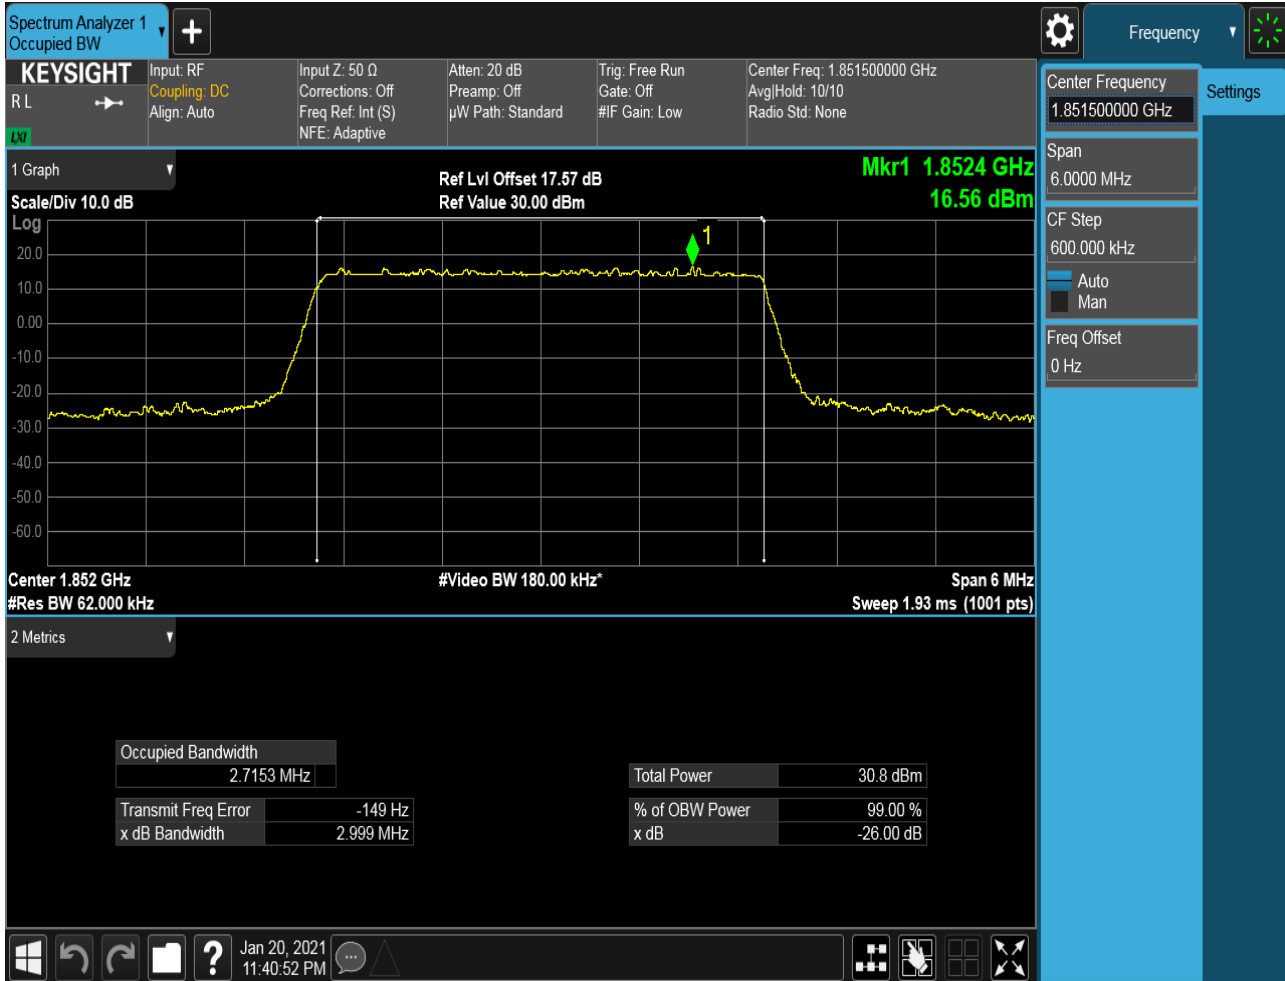 Spectrum Analyzer 1
Occupied BW
Frequency
KEYSIGHT
R L
LXI
Input: RF
Coupling: DC
Align: Auto
Input Z: 50 Ω
Corrections: Off
Freq Ref: Int (S)
NFE: Adaptive
Atten: 20 dB
Preamp: Off
µW Path: Standard
Trig: Free Run
Gate: Off
#IF Gain: Low
Center Freq: 1.851500000 GHz
Avg|Hold: 10/10
Radio Std: None
Center Frequency
1.851500000 GHz
Settings
Span
6.0000 MHz
CF Step
600.000 kHz
Auto
Man
Freq Offset
0 Hz
1 Graph
Scale/Div 10.0 dB
Ref Lvl Offset 17.57 dB
Ref Value 30.00 dBm
Mkr1 1.8524 GHz
16.56 dBm
Log
1
20.0
10.0
0.00
-10.0
-20.0
-30.0
-40.0
-50.0
-60.0
Center 1.852 GHz
#Video BW 180.00 kHz*
Span 6 MHz
#Res BW 62.000 kHz
Sweep 1.93 ms (1001 pts)
2 Metrics
Occupied Bandwidth
2.7153 MHz
Total Power 30.8 dBm
Transmit Freq Error -149 Hz
% of OBW Power 99.00 %
x dB Bandwidth 2.999 MHz
x dB -26.00 dB
?
Jan 20, 2021
11:40:52 PM